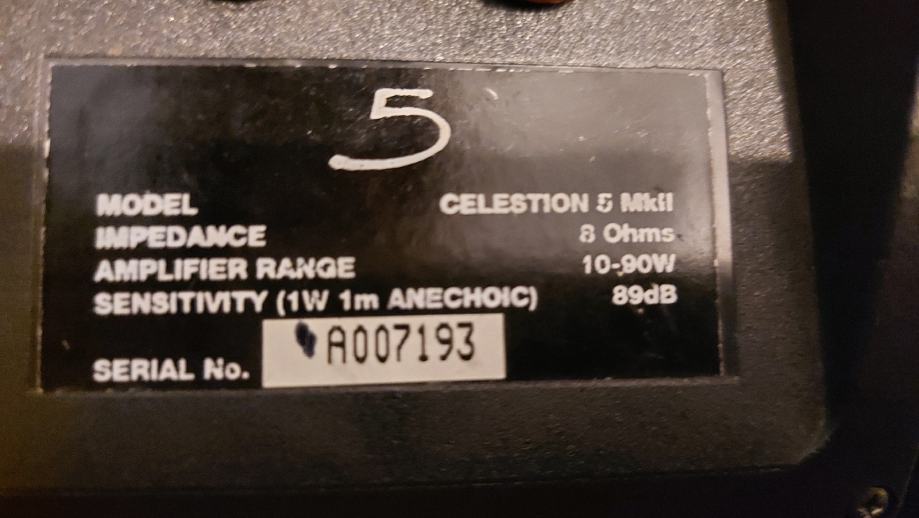 5
MODEL CELESTION 5 MkII
IMPEDANCE 8 Ohms
AMPLIFIER RANGE 10-90W
SENSITIVITY (1W 1m ANECHOIC) 89dB
SERIAL No. A007193